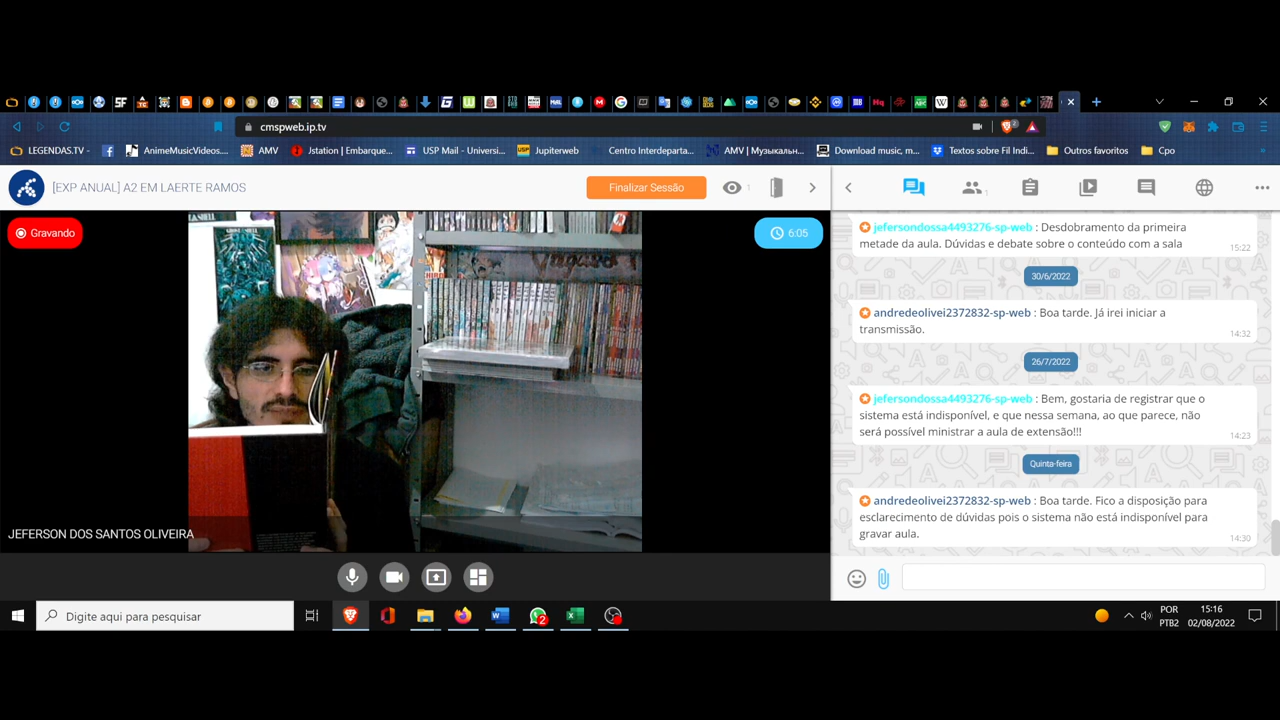 cmspweb.ip.tv
2
LEGENDAS.TV -
AnimeMusicVideos...
AMV
Jstation | Embarque...
USP Mail - Universi...
Jupiterweb
Centro Interdeparta...
AMV | Музыкальн...
Download music, m...
Textos sobre Fil Indi...
Outros favoritos
Cpo
[EXP ANUAL] A2 EM LAERTE RAMOS
Finalizar Sessão
1
1
Gravando
6:05
jefersondossa4493276-sp-web : Desdobramento da primeira
metade da aula. Dúvidas e debate sobre o conteúdo com a sala
15:22
30/6/2022
andredeolivei2372832-sp-web : Boa tarde. Já irei iniciar a
transmissão.
14:32
26/7/2022
jefersondossa4493276-sp-web : Bem, gostaria de registrar que o
sistema está indisponível, e que nessa semana, ao que parece, não
será possível ministrar a aula de extensão!!!
14:23
Quinta-feira
andredeolivei2372832-sp-web : Boa tarde. Fico a disposição para
esclarecimento de dúvidas pois o sistema não está indisponível para
gravar aula.
14:30
JEFERSON DOS SANTOS OLIVEIRA
Digite aqui para pesquisar
2
POR
PTB2
15:16
02/08/2022